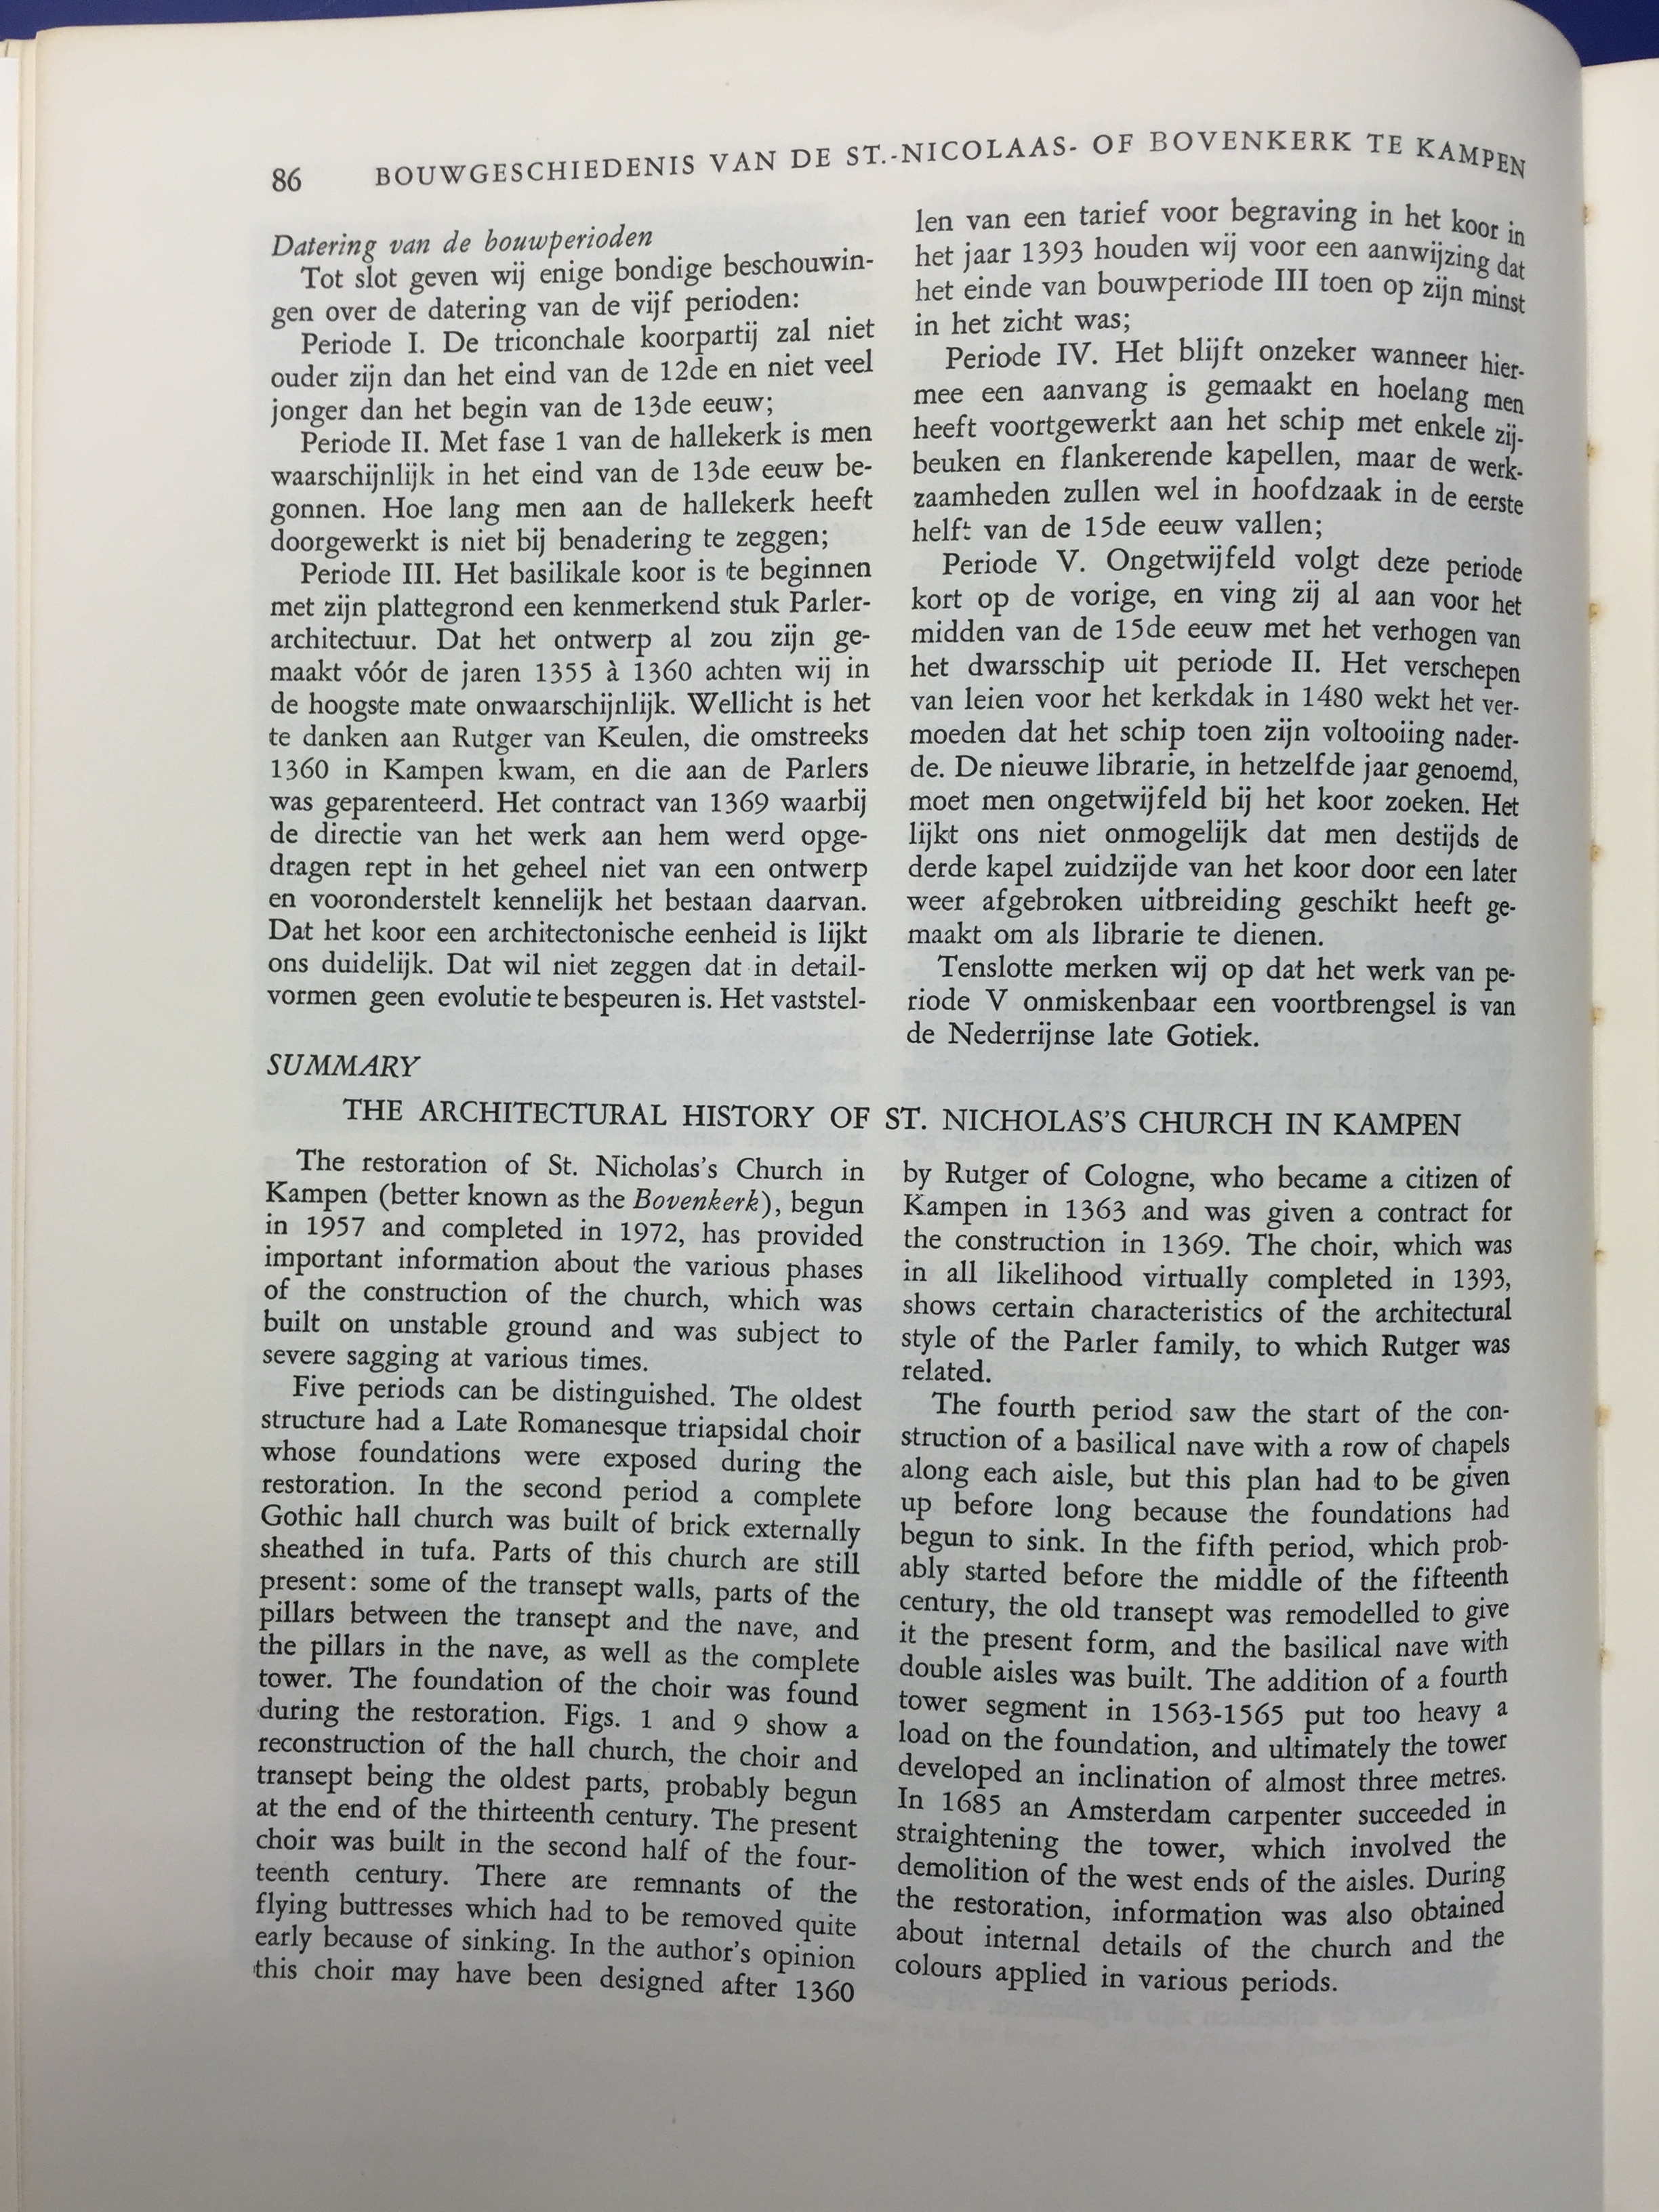 86 BOUWGESCHIEDENIS VAN DE ST.-NICOLAAS- OF BOVENKERK TE KAMPEN
Datering van de bouwperioden
Tot slot geven wij enige bondige beschouwin-
gen over de datering van de vijf perioden:
Periode I. De triconchale koorpartij zal niet
ouder zijn dan het eind van de 12de en niet veel
jonger dan het begin van de 13de eeuw;
Periode II. Met fase 1 van de hallekerk is men
waarschijnlijk in het eind van de 13de eeuw be-
gonnen. Hoe lang men aan de hallekerk heeft
doorgewerkt is niet bij benadering te zeggen;
Periode III. Het basilikale koor is te beginnen
met zijn plattegrond een kenmerkend stuk Parler-
architectuur. Dat het ontwerp al zou zijn ge-
maakt vóór de jaren 1355 à 1360 achten wij in
de hoogste mate onwaarschijnlijk. Wellicht is het
te danken aan Rutger van Keulen, die omstreeks
1360 in Kampen kwam, en die aan de Parlers
was geparenteerd. Het contract van 1369 waarbij
de directie van het werk aan hem werd opge-
dragen rept in het geheel niet van een ontwerp
en vooronderstelt kennelijk het bestaan daarvan.
Dat het koor een architectonische eenheid is lijkt
ons duidelijk. Dat wil niet zeggen dat in detail-
vormen geen evolutie te bespeuren is. Het vaststel-
len van een tarief voor begraving in het koor in
het jaar 1393 houden wij voor een aanwijzing dat
het einde van bouwperiode III toen op zijn minst
in het zicht was;
Periode IV. Het blijft onzeker wanneer hier-
mee een aanvang is gemaakt en hoelang men
heeft voortgewerkt aan het schip met enkele zij-
beuken en flankerende kapellen, maar de werk-
zaamheden zullen wel in hoofdzaak in de eerste
helft van de 15de eeuw vallen;
Periode V. Ongetwijfeld volgt deze periode
kort op de vorige, en ving zij al aan voor het
midden van de 15de eeuw met het verhogen van
het dwarsschip uit periode II. Het verschepen
van leien voor het kerkdak in 1480 wekt het ver-
moeden dat het schip toen zijn voltooiing nader-
de. De nieuwe librarie, in hetzelfde jaar genoemd,
moet men ongetwijfeld bij het koor zoeken. Het
lijkt ons niet onmogelijk dat men destijds de
derde kapel zuidzijde van het koor door een later
weer afgebroken uitbreiding geschikt heeft ge-
maakt om als librarie te dienen.
Tenslotte merken wij op dat het werk van pe-
riode V onmiskenbaar een voortbrengsel is van
de Nederrijnse late Gotiek.
SUMMARY
THE ARCHITECTURAL HISTORY OF ST. NICHOLAS'S CHURCH IN KAMPEN
The restoration of St. Nicholas's Church in
Kampen (better known as the Bovenkerk), begun
in 1957 and completed in 1972, has provided
important information about the various phases
of the construction of the church, which was
built on unstable ground and was subject to
severe sagging at various times.
Five periods can be distinguished. The oldest
structure had a Late Romanesque triapsidal choir
whose foundations were exposed during the
restoration. In the second period a complete
Gothic hall church was built of brick externally
sheathed in tufa. Parts of this church are still
present: some of the transept walls, parts of the
pillars between the transept and the nave, and
the pillars in the nave, as well as the complete
tower. The foundation of the choir was found
during the restoration. Figs. 1 and 9 show a
reconstruction of the hall church, the choir and
transept being the oldest parts, probably begun
at the end of the thirteenth century. The present
choir was built in the second half of the four-
teenth century. There are remnants of the
flying buttresses which had to be removed quite
early because of sinking. In the author's opinion
this choir may have been designed after 1360
by Rutger of Cologne, who became a citizen of
Kampen in 1363 and was given a contract for
the construction in 1369. The choir, which was
in all likelihood virtually completed in 1393,
shows certain characteristics of the architectural
style of the Parler family, to which Rutger was
related.
The fourth period saw the start of the con-
struction of a basilical nave with a row of chapels
along each aisle, but this plan had to be given
up before long because the foundations had
begun to sink. In the fifth period, which prob-
ably started before the middle of the fifteenth
century, the old transept was remodelled to give
it the present form, and the basilical nave with
double aisles was built. The addition of a fourth
tower segment in 1563-1565 put too heavy a
load on the foundation, and ultimately the tower
developed an inclination of almost three metres.
In 1685 an Amsterdam carpenter succeeded in
straightening the tower, which involved the
demolition of the west ends of the aisles. During
the restoration, information was also obtained
about internal details of the church and the
colours applied in various periods.